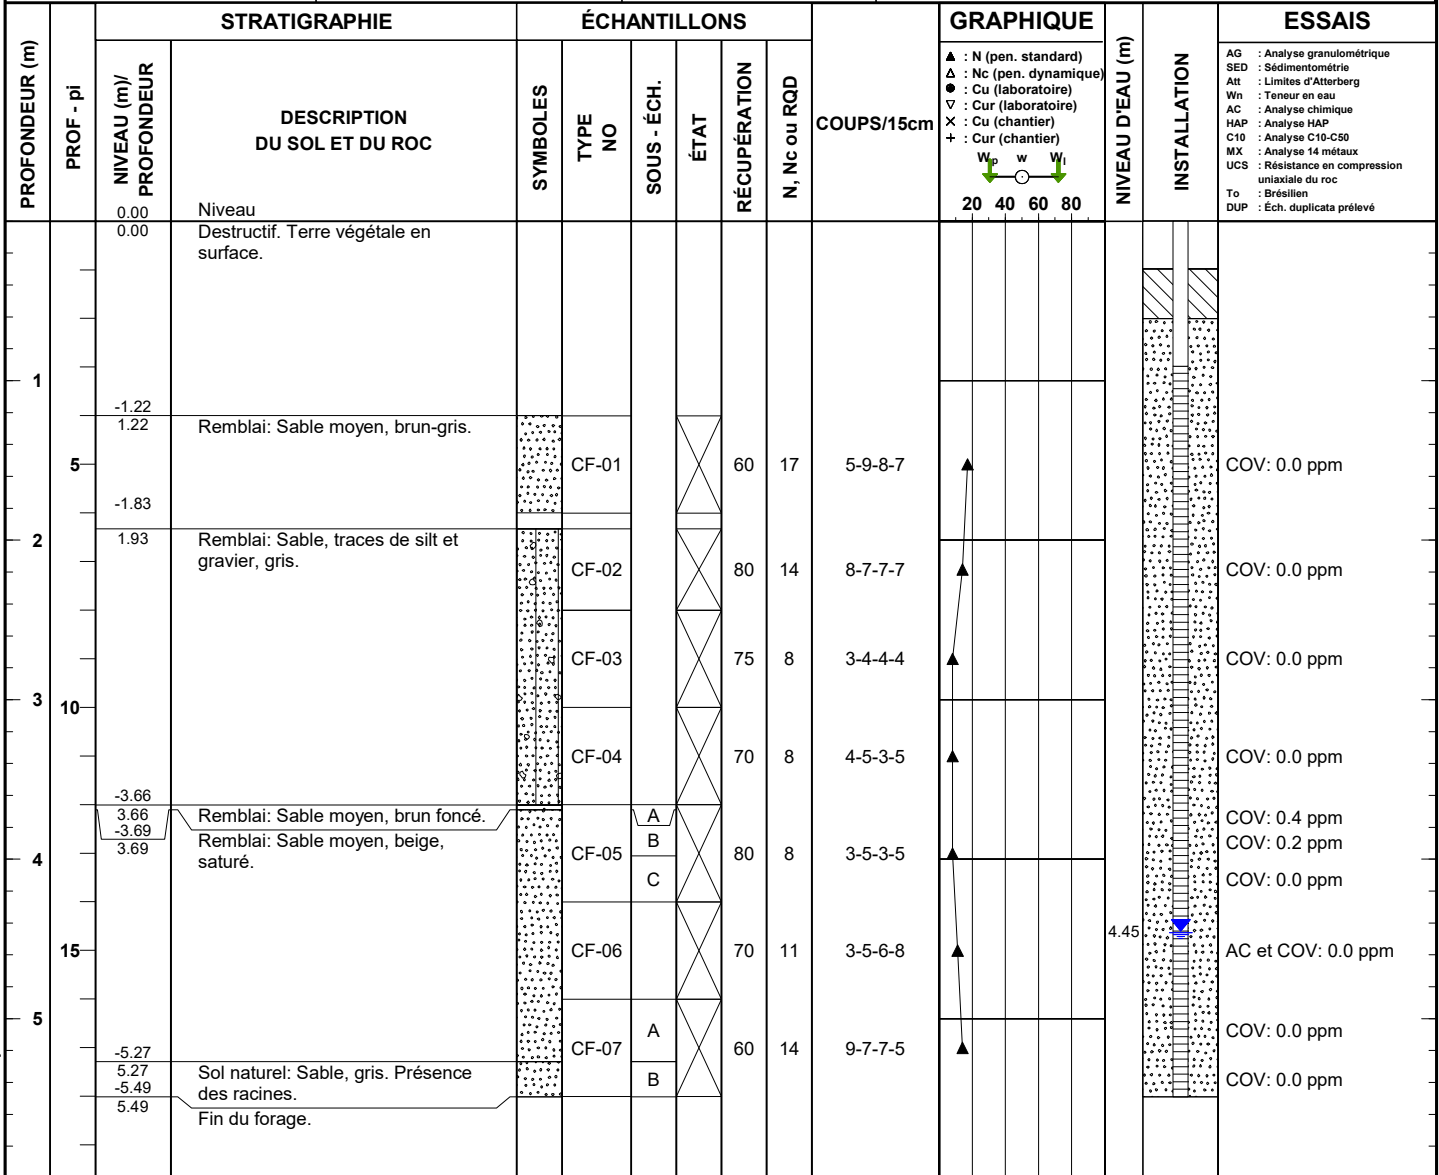 STRATIGRAPHIE ÉCHANTILLONS GRAPHIQUE ESSAIS
PROFONDEUR (m)
PROF - pi
NIVEAU (m)/
PROFONDEUR
DESCRIPTION
DU SOL ET DU ROC
SYMBOLES
TYPE
NO
SOUS - ÉCH.
ÉTAT
RÉCUPÉRATION
N, Nc ou RQD
COUPS/15cm
▲ : N (pen. standard)
△ : Nc (pen. dynamique)
● : Cu (laboratoire)
▽ : Cur (laboratoire)
× : Cu (chantier)
+ : Cur (chantier)
Wp w Wl
20 40 60 80
NIVEAU D'EAU (m)
INSTALLATION
AG : Analyse granulométrique
SED : Sédimentométrie
Att : Limites d'Atterberg
Wn : Teneur en eau
AC : Analyse chimique
HAP : Analyse HAP
C10 : Analyse C10-C50
MX : Analyse 14 métaux
UCS : Résistance en compression
uniaxiale du roc
To : Brésilien
DUP : Éch. duplicata prélevé
0.00 Niveau
0.00 Destructif. Terre végétale en
surface.
1
-1.22
1.22 Remblai: Sable moyen, brun-gris.
5 CF-01 60 17 5-9-8-7 COV: 0.0 ppm
-1.83
2 1.93 Remblai: Sable, traces de silt et
gravier, gris.
CF-02 80 14 8-7-7-7 COV: 0.0 ppm
CF-03 75 8 3-4-4-4 COV: 0.0 ppm
3 10
CF-04 70 8 4-5-3-5 COV: 0.0 ppm
-3.66
3.66 Remblai: Sable moyen, brun foncé. A COV: 0.4 ppm
-3.69
3.69 Remblai: Sable moyen, beige, B COV: 0.2 ppm
saturé.
4 CF-05 80 8 3-5-3-5
C COV: 0.0 ppm
4.45
15 CF-06 70 11 3-5-6-8 AC et COV: 0.0 ppm
5 A COV: 0.0 ppm
CF-07 60 14 9-7-7-5
-5.27
5.27 Sol naturel: Sable, gris. Présence B COV: 0.0 ppm
-5.49 des racines.
5.49 Fin du forage.